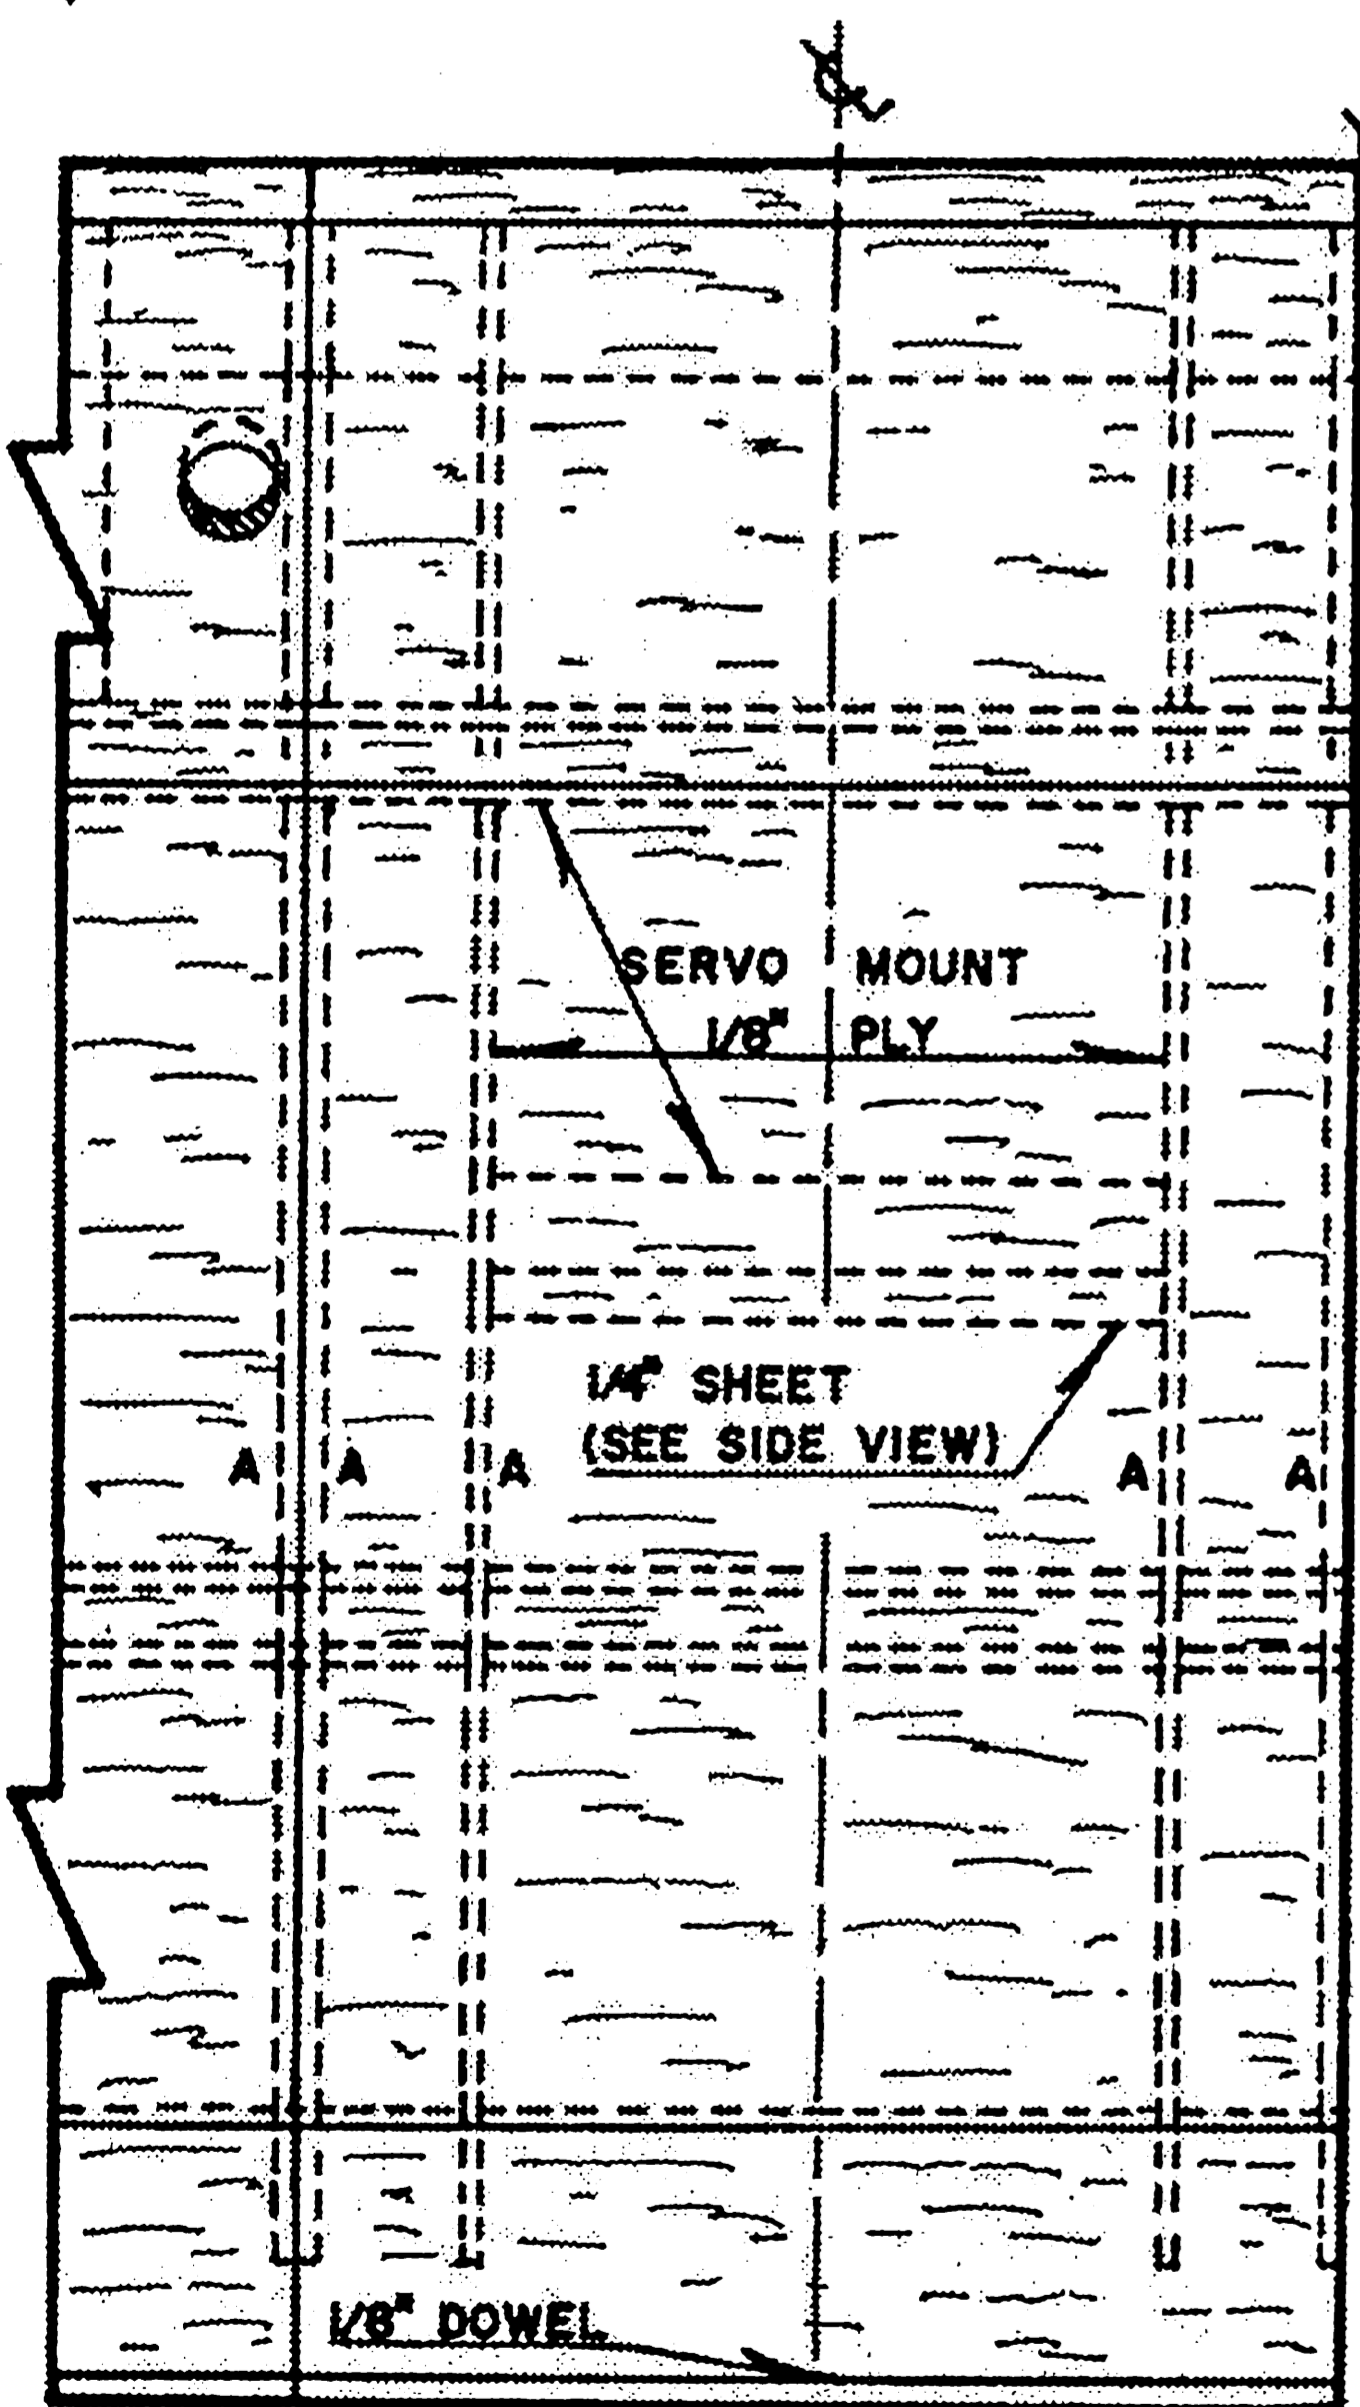 ℄
SERVO MOUNT
1/8" PLY
1/4" SHEET
(SEE SIDE VIEW)
A A A A A
1/8" DOWEL